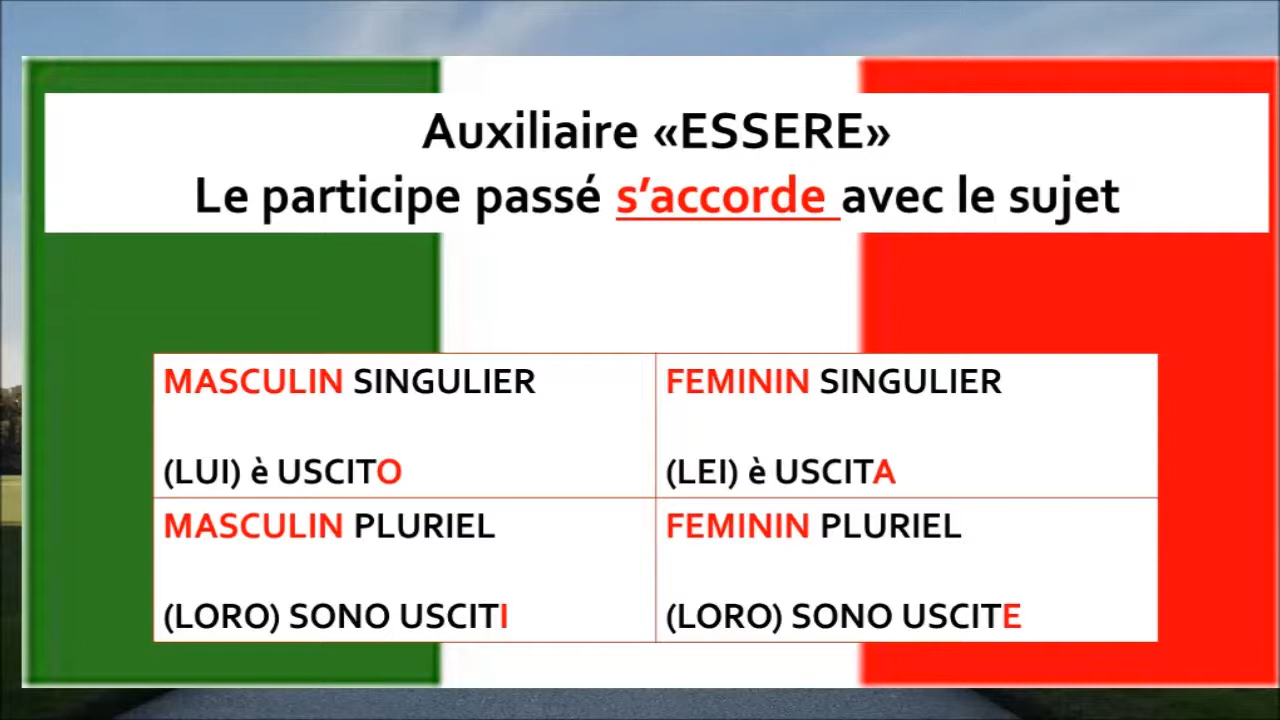 Auxiliaire «ESSERE»
Le participe passé s’accorde avec le sujet
MASCULIN SINGULIER
(LUI) è USCITO
FEMININ SINGULIER
(LEI) è USCITA
MASCULIN PLURIEL
(LORO) SONO USCITI
FEMININ PLURIEL
(LORO) SONO USCITE